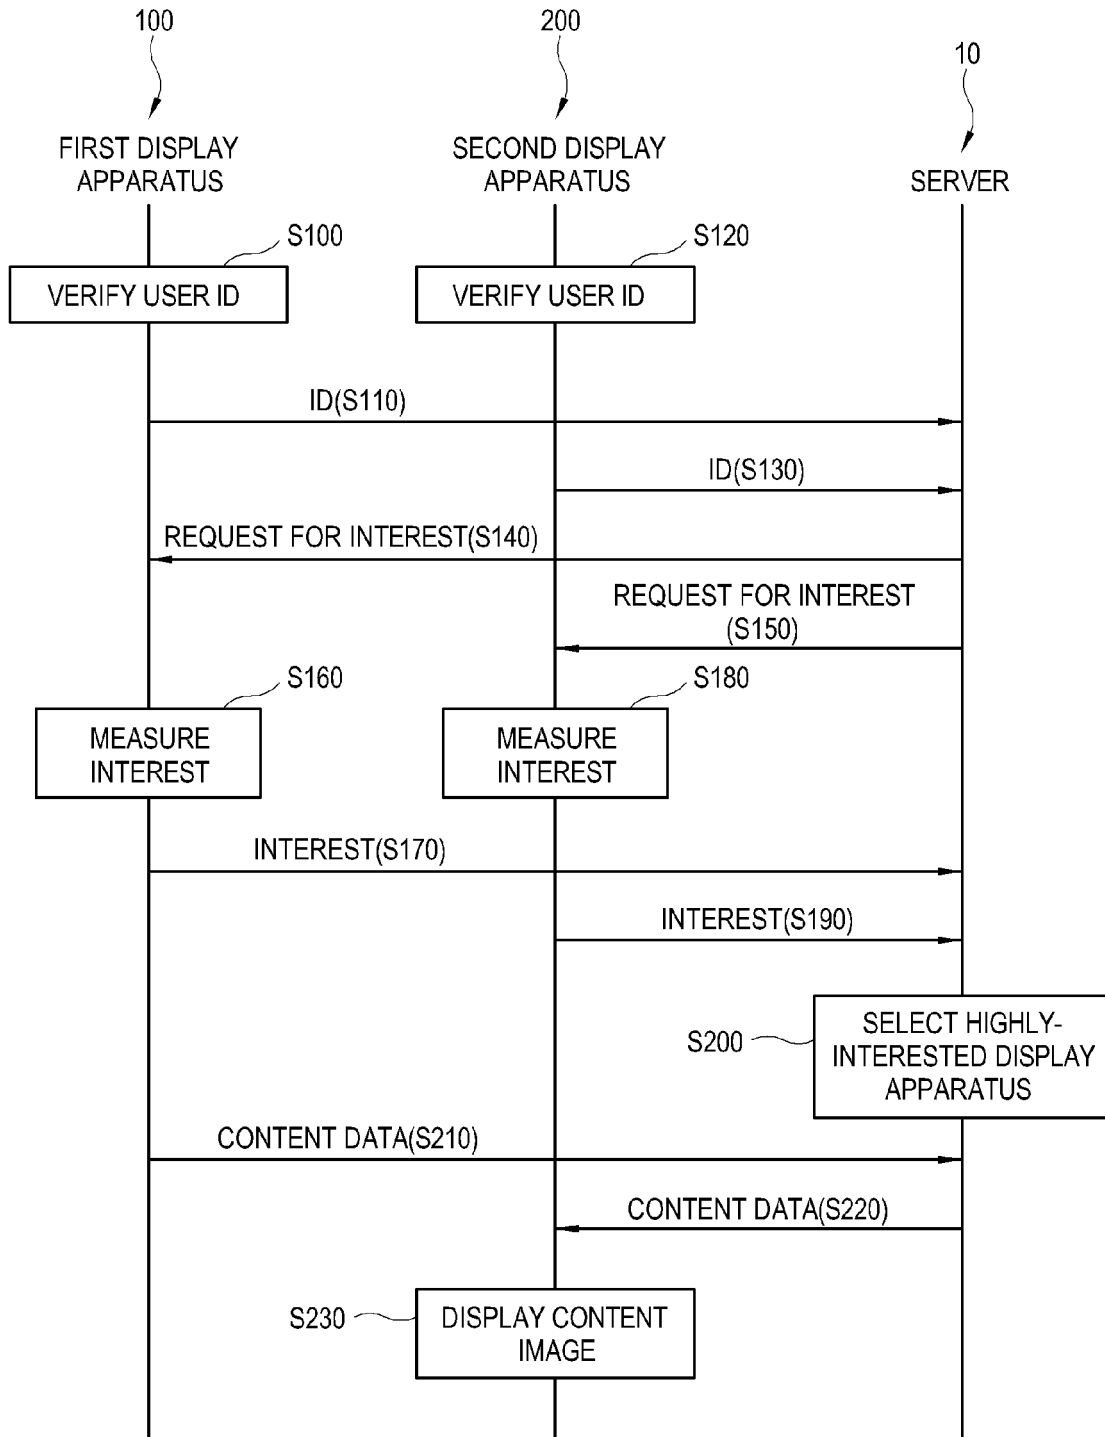 100
200
10
FIRST DISPLAY
APPARATUS
SECOND DISPLAY
APPARATUS
SERVER
S100
VERIFY USER ID
S120
VERIFY USER ID
ID(S110)
ID(S130)
REQUEST FOR INTEREST(S140)
REQUEST FOR INTEREST
(S150)
S160
MEASURE
INTEREST
S180
MEASURE
INTEREST
INTEREST(S170)
INTEREST(S190)
S200
SELECT HIGHLY-
INTERESTED DISPLAY
APPARATUS
CONTENT DATA(S210)
CONTENT DATA(S220)
S230
DISPLAY CONTENT
IMAGE